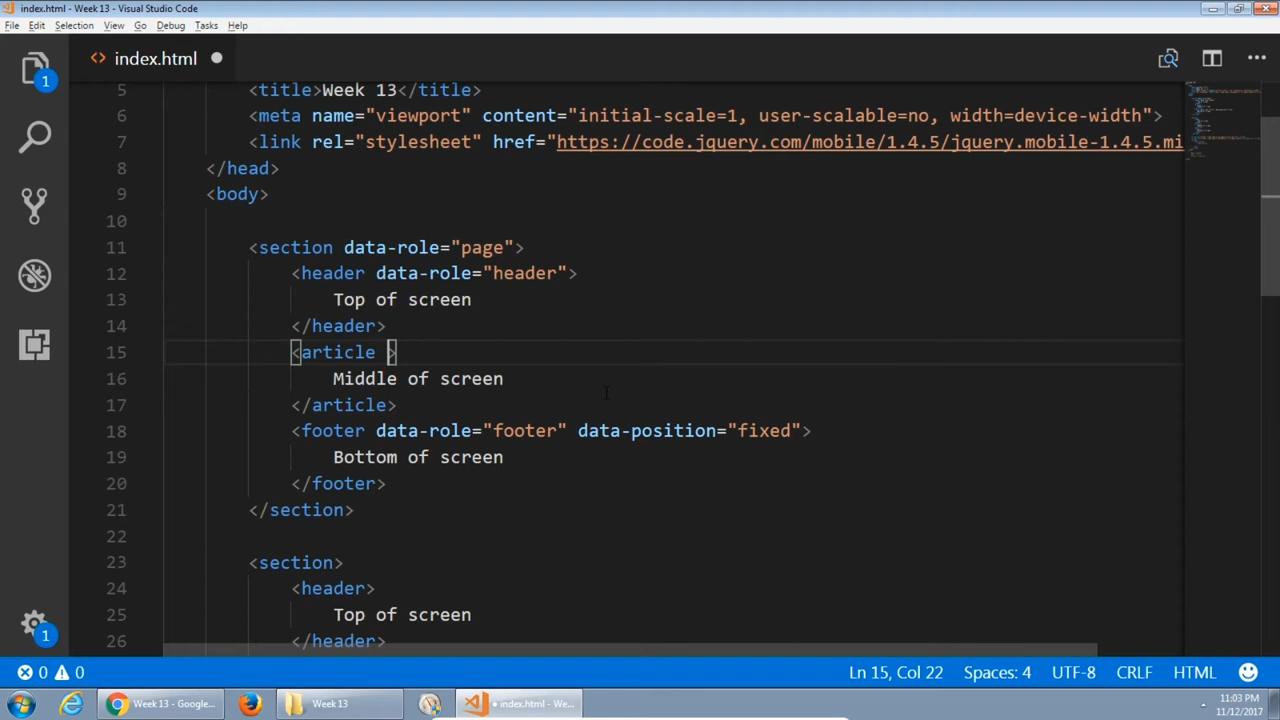 index.html - Week 13 - Visual Studio Code
File Edit Selection View Go Debug Tasks Help
<> index.html
1
5 <title>Week 13</title>
6 <meta name="viewport" content="initial-scale=1, user-scalable=no, width=device-width">
7 <link rel="stylesheet" href="https://code.jquery.com/mobile/1.4.5/jquery.mobile-1.4.5.mi
8 </head>
9 <body>
10
11 <section data-role="page">
12 <header data-role="header">
13 Top of screen
14 </header>
15 <article >
16 Middle of screen
17 </article>
18 <footer data-role="footer" data-position="fixed">
19 Bottom of screen
20 </footer>
21 </section>
22
23 <section>
24 <header>
25 Top of screen
26 </header>
1
0 0 Ln 15, Col 22 Spaces: 4 UTF-8 CRLF HTML
Week 13 - Google... Week 13 • index.html - We...
11:03 PM
11/12/2017